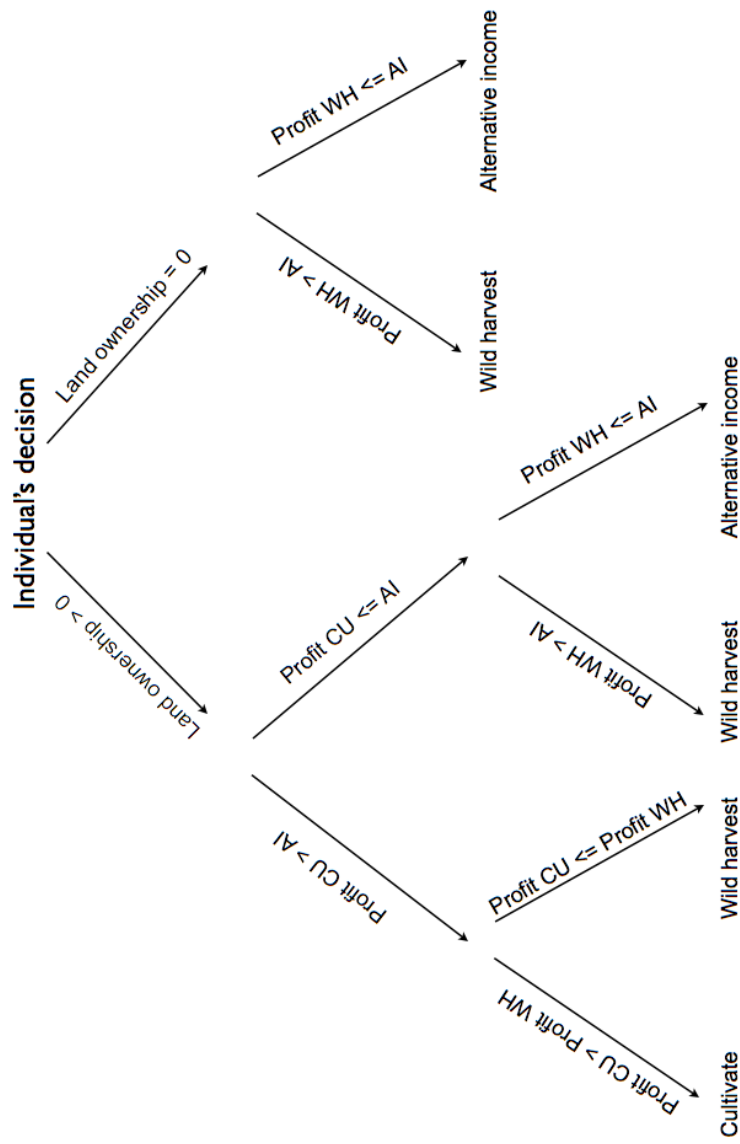 Individual's decision
Land ownership > 0
Land ownership = 0
Profit CU > AI
Profit CU <= AI
Profit WH > AI
Profit WH <= AI
Profit CU > Profit WH
Profit CU <= Profit WH
Profit WH > AI
Profit WH <= AI
Wild harvest
Alternative income
Cultivate
Wild harvest
Wild harvest
Alternative income